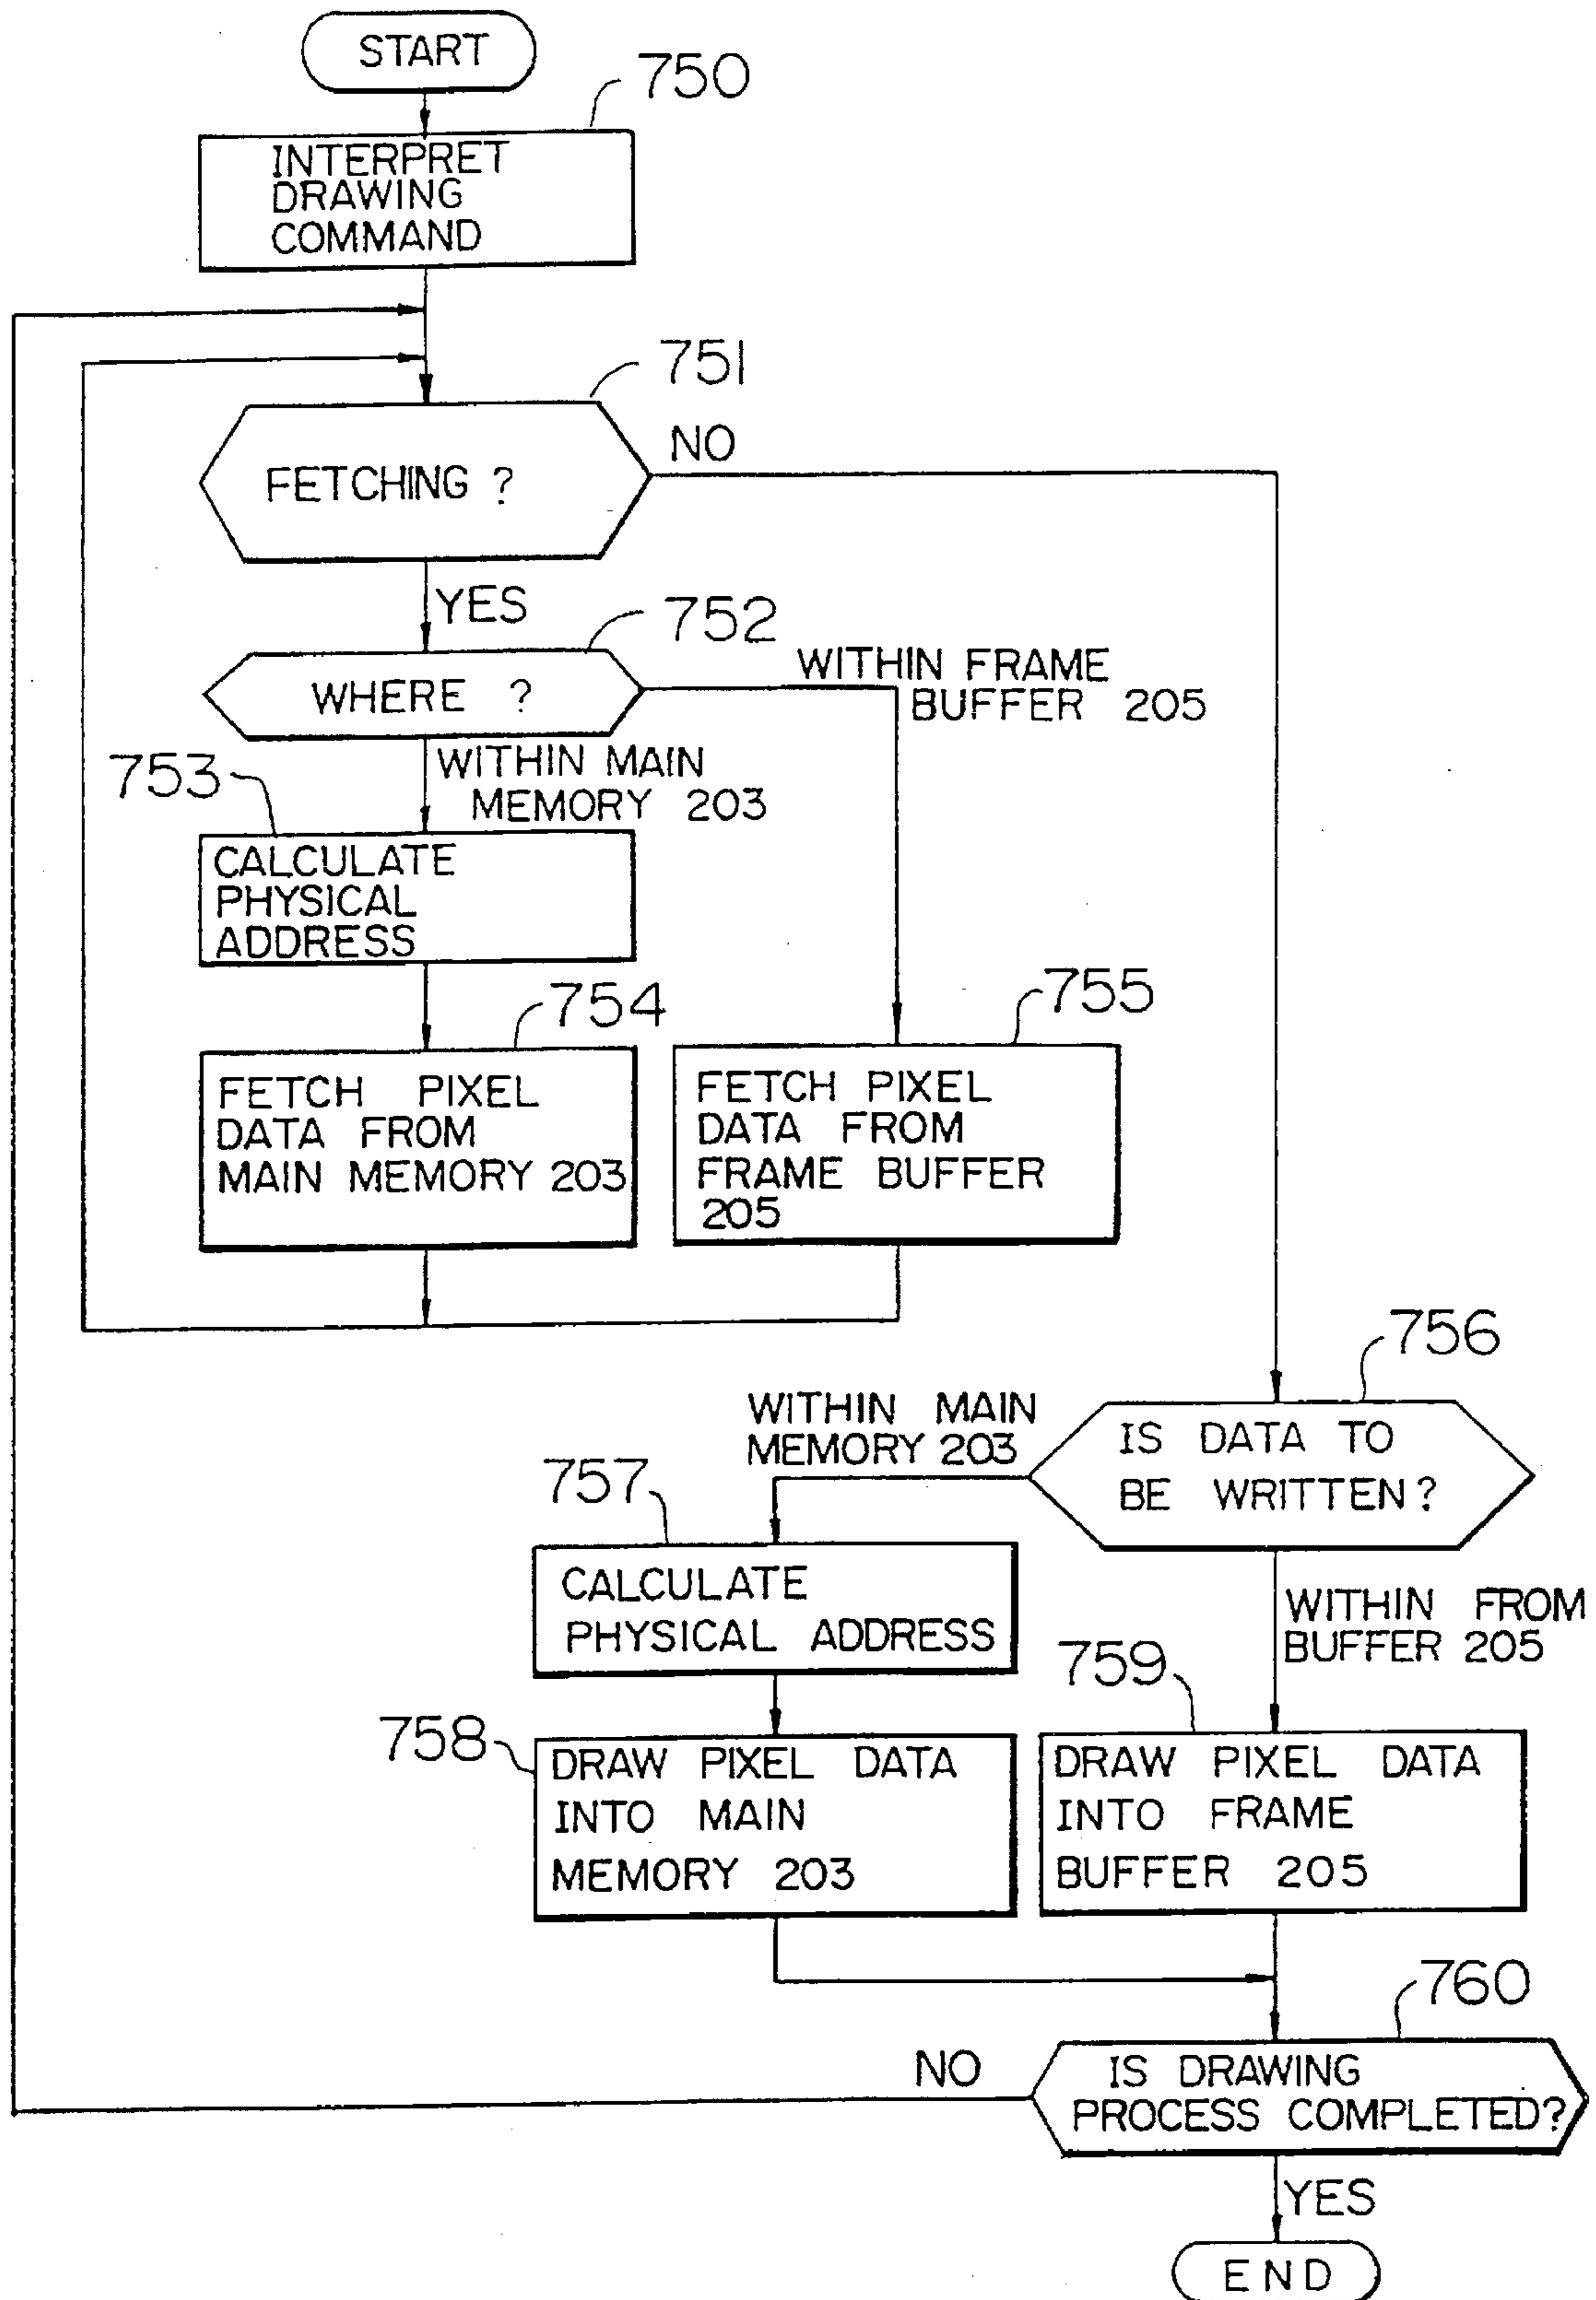 START
750
INTERPRET
DRAWING
COMMAND
751
FETCHING ?
NO
YES
752
WHERE ?
WITHIN FRAME
BUFFER 205
WITHIN MAIN
MEMORY 203
753
CALCULATE
PHYSICAL
ADDRESS
754
FETCH PIXEL
DATA FROM
MAIN MEMORY 203
755
FETCH PIXEL
DATA FROM
FRAME BUFFER
205
756
IS DATA TO
BE WRITTEN?
WITHIN MAIN
MEMORY 203
757
CALCULATE
PHYSICAL ADDRESS
WITHIN FROM
BUFFER 205
758
DRAW PIXEL DATA
INTO MAIN
MEMORY 203
759
DRAW PIXEL DATA
INTO FRAME
BUFFER 205
760
IS DRAWING
PROCESS COMPLETED?
NO
YES
END